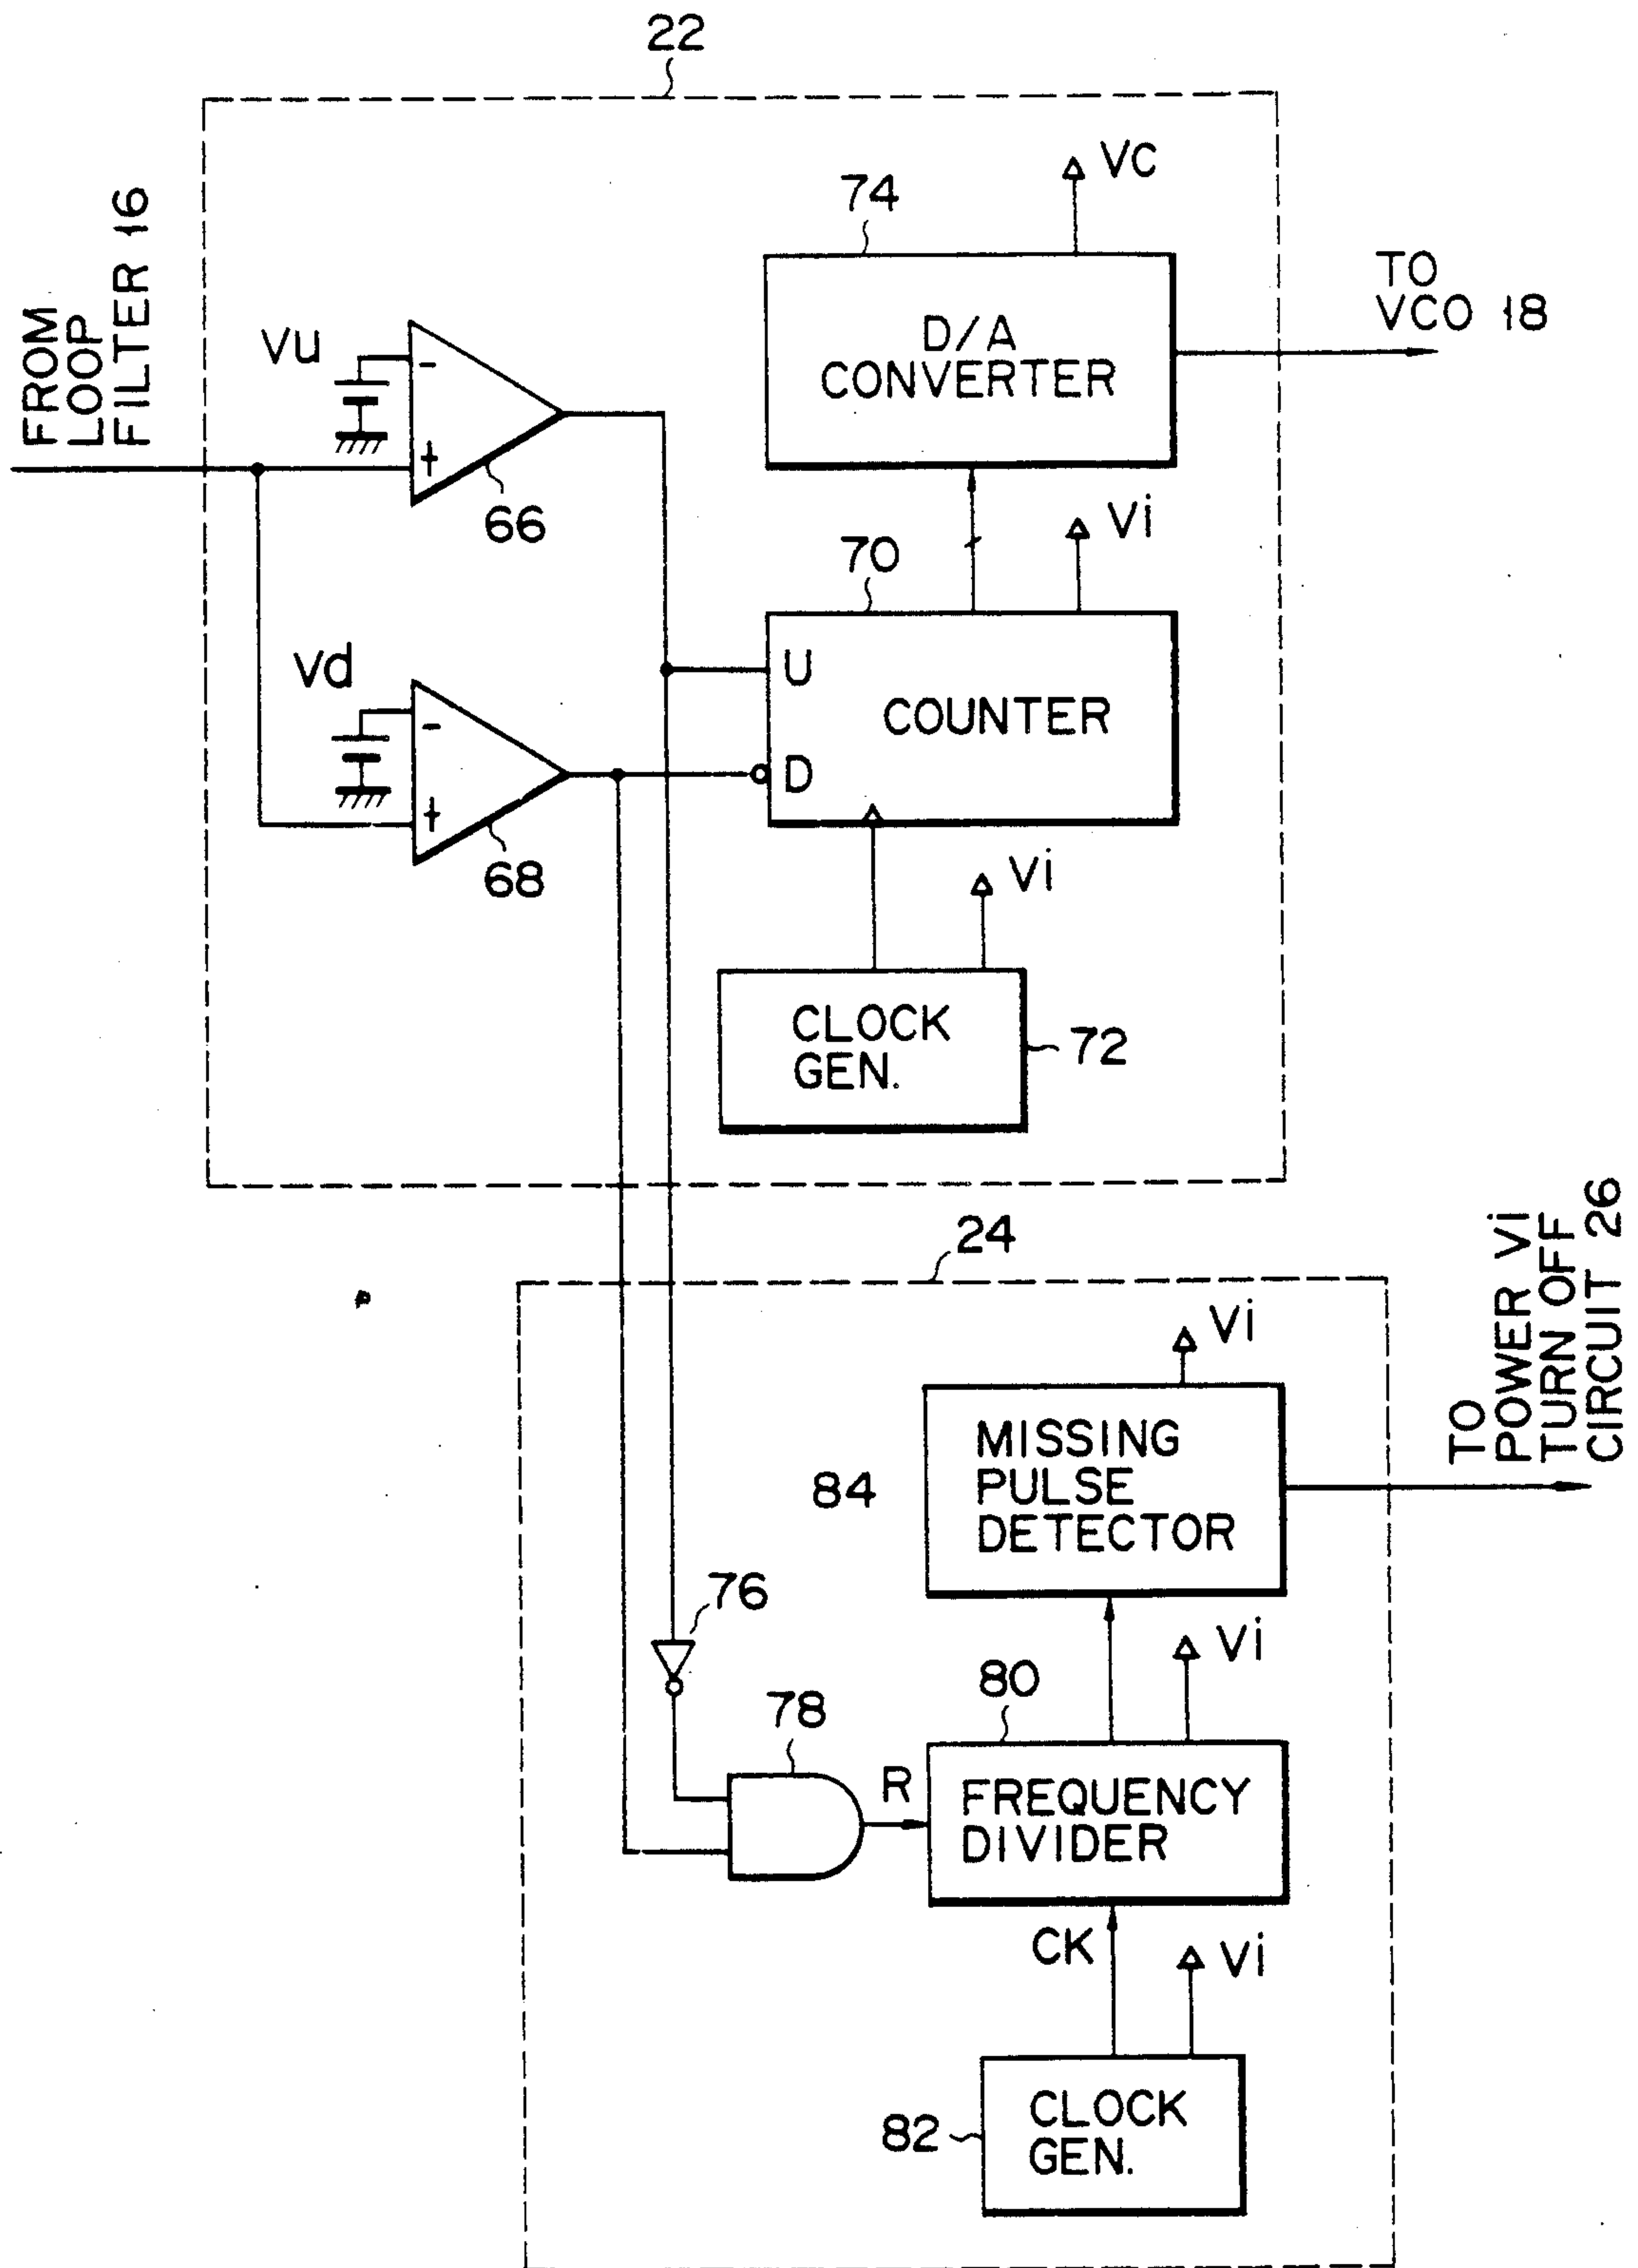 22
FROM
LOOP
FILTER 16
Vu
-
+
66
74
Vc
D/A
CONVERTER
TO
VCO 18
70
Vi
U
COUNTER
D
Vd
-
+
68
Vi
CLOCK
GEN.
72
24
Vi
84
MISSING
PULSE
DETECTOR
TO
POWER Vi
TURN OFF
CIRCUIT 26
76
78
80
Vi
R
FREQUENCY
DIVIDER
CK
Vi
82
CLOCK
GEN.